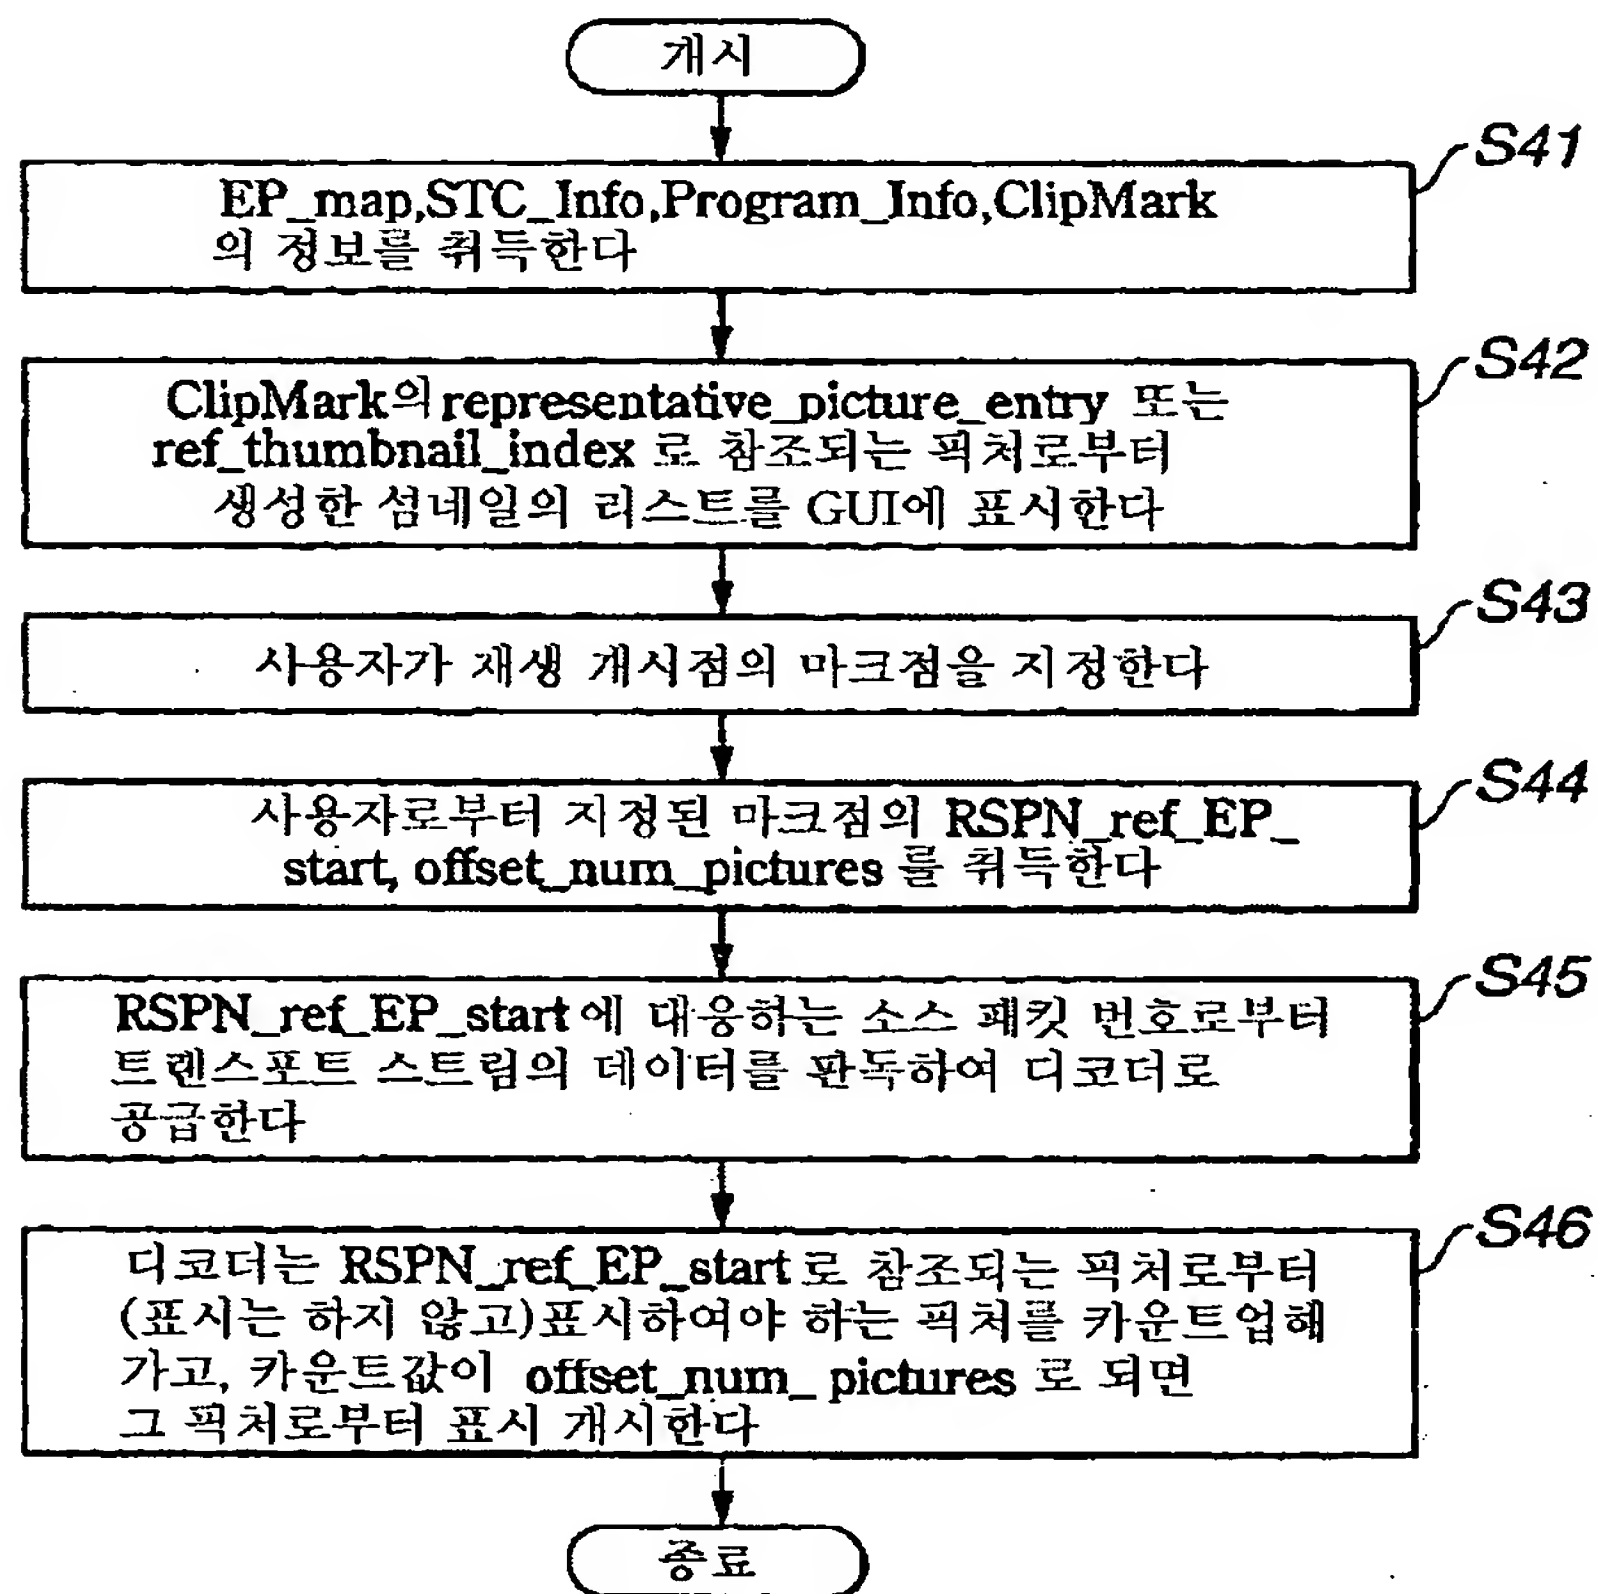 개시
S41
EP_map,STC_Info,Program_Info,ClipMark
의 정보를 취득한다
S42
ClipMark의 representative_picture_entry 또는
ref_thumbnail_index 로 참조되는 픽처로부터
생성한 섬네일의 리스트를 GUI에 표시한다
S43
사용자가 재생 개시점의 마크점을 지정한다
S44
사용자로부터 지정된 마크점의 RSPN_ref_EP_
start, offset_num_pictures 를 취득한다
S45
RSPN_ref_EP_start 에 대응하는 소스 패킷 번호로부터
트랜스포트 스트림의 데이터를 판독하여 디코더로
공급한다
S46
디코더는 RSPN_ref_EP_start 로 참조되는 픽처로부터
(표시는 하지 않고)표시하여야 하는 픽처를 카운트업해
가고, 카운트값이 offset_num_ pictures 로 되면
그 픽처로부터 표시 개시한다
종료